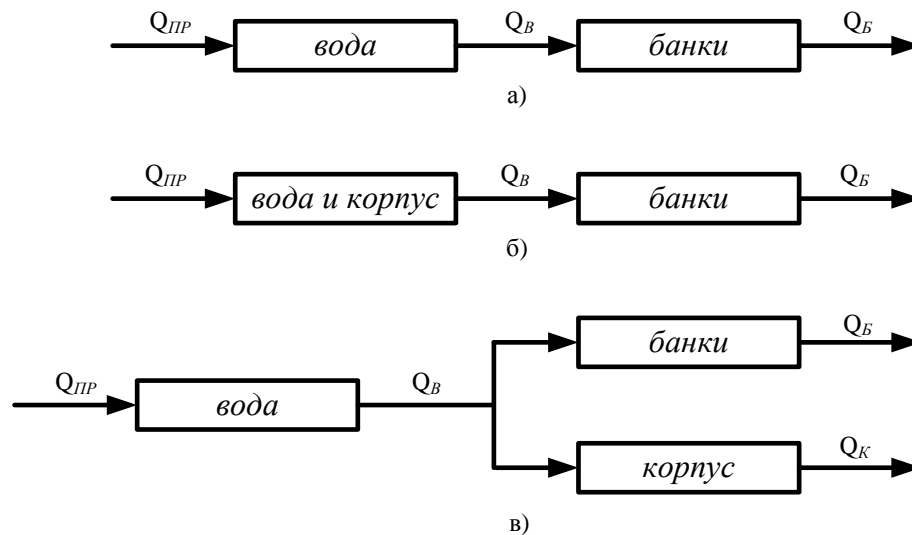 Q_ПР вода Q_В банки Q_Б
а)
Q_ПР вода и корпус Q_В банки Q_Б
б)
банки Q_Б
Q_ПР вода Q_В
корпус Q_К
в)